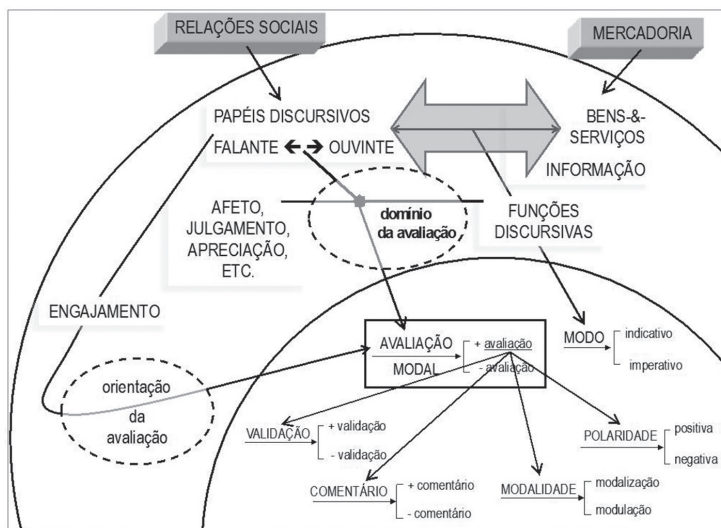 RELAÇÕES SOCIAIS
MERCADORIA
PAPÉIS DISCURSIVOS
FALANTE
OUVINTE
BENS-&-
SERVIÇOS
INFORMAÇÃO
AFETO,
JULGAMENTO,
APRECIAÇÃO,
ETC.
domínio
da avaliação
FUNÇÕES
DISCURSIVAS
ENGAJAMENTO
orientação
da
avaliação
AVALIAÇÃO
MODAL
+ avaliação
- avaliação
MODO
indicativo
imperativo
VALIDAÇÃO
+ validação
- validação
POLARIDADE
positiva
negativa
COMENTÁRIO
+ comentário
- comentário
MODALIDADE
modalização
modulação